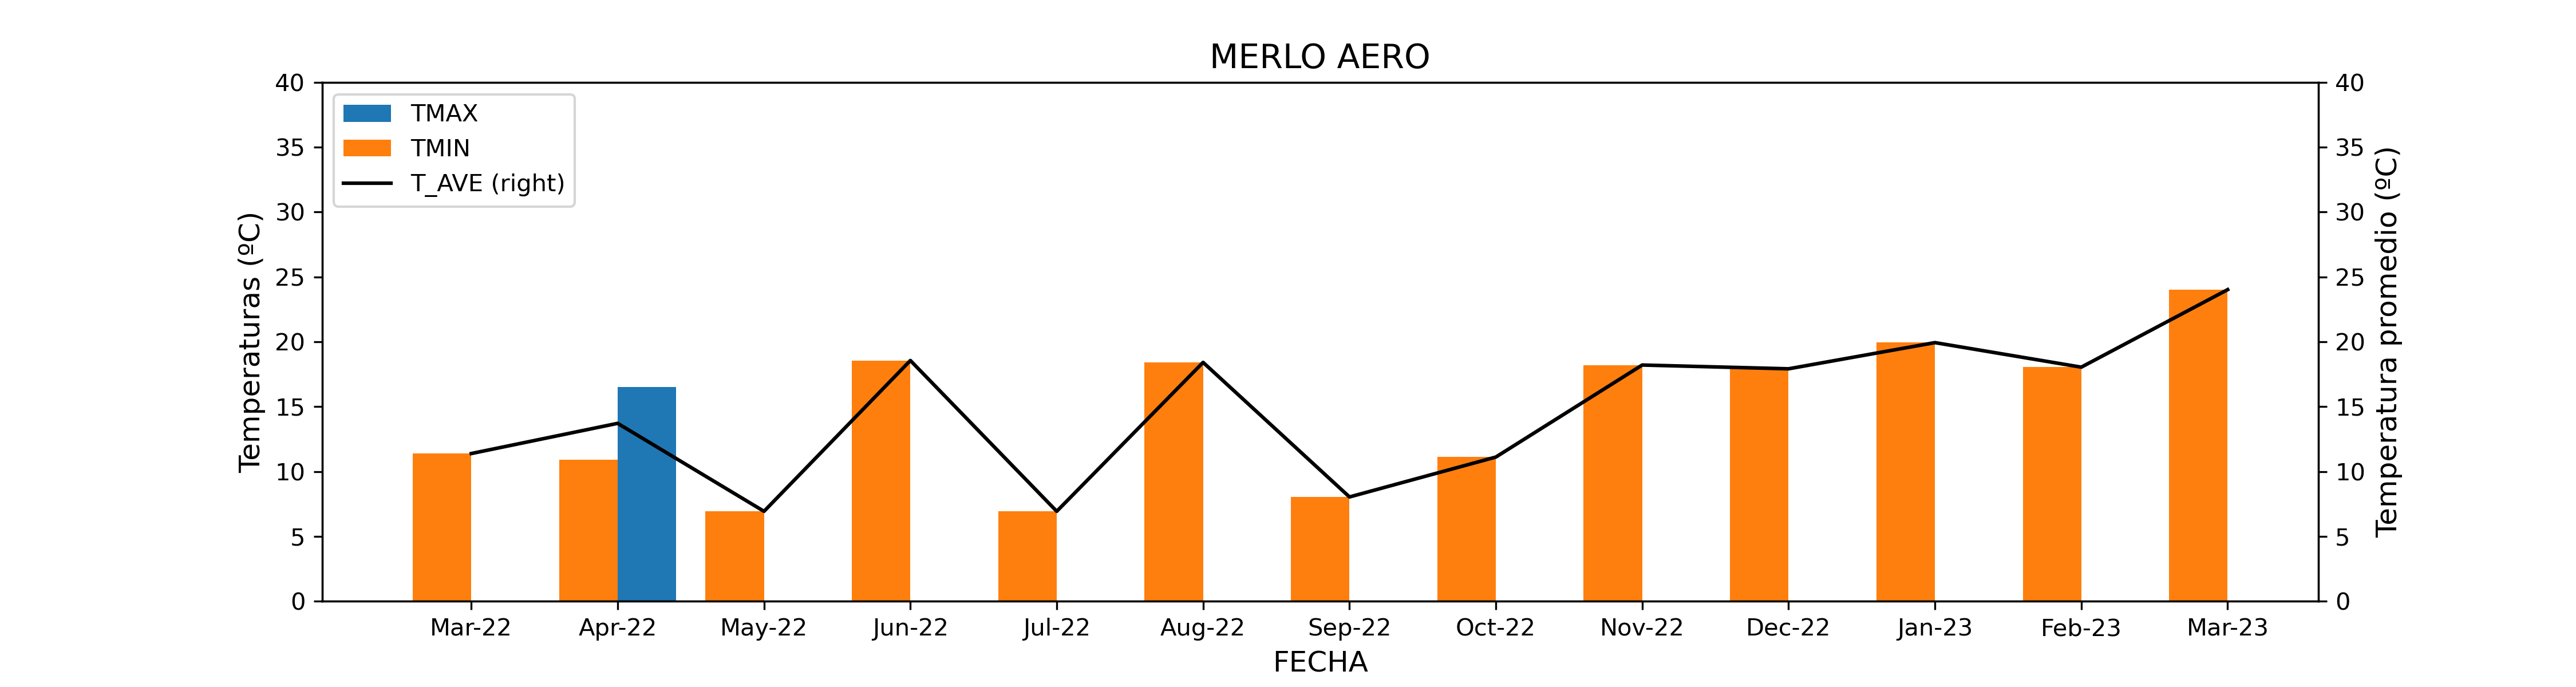 MERLO AERO
TMAX
TMIN
T_AVE (right)
Temperaturas (ºC)
40
35
30
25
20
15
10
5
0
40
35
30
25
20
15
10
5
0
Temperatura promedio (ºC)
Mar-22 Apr-22 May-22 Jun-22 Jul-22 Aug-22 Sep-22 Oct-22 Nov-22 Dec-22 Jan-23 Feb-23 Mar-23
FECHA